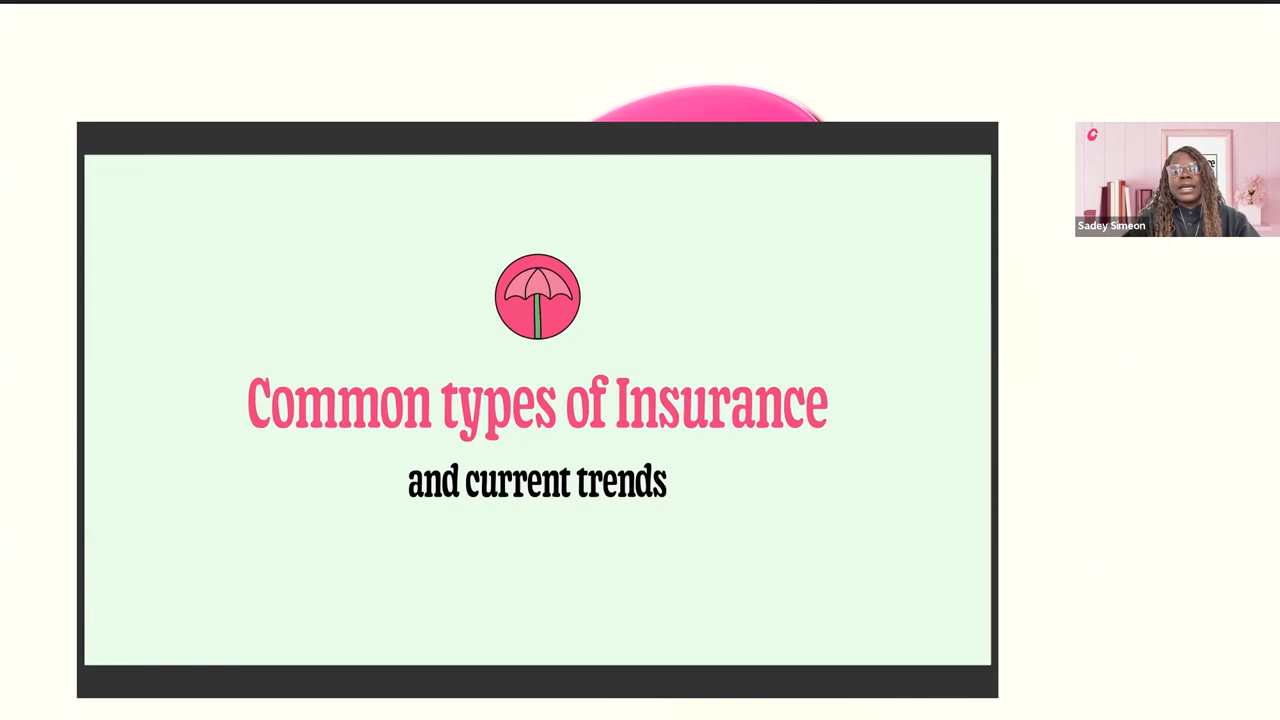 Common types of Insurance
and current trends
Sadey Simeon